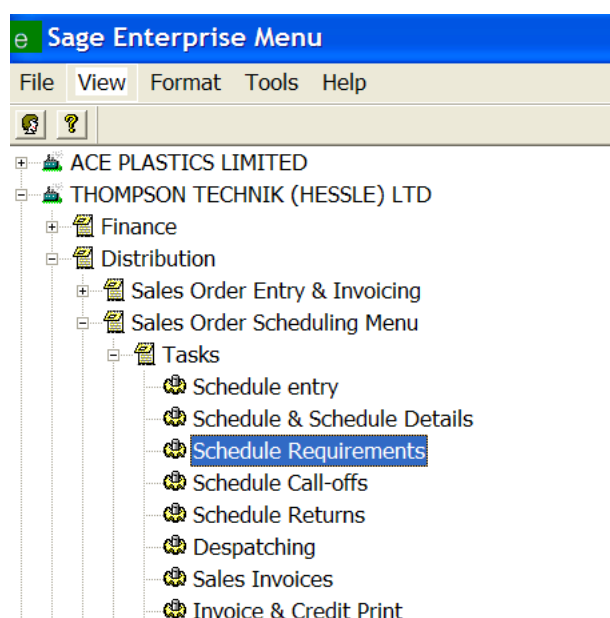 e Sage Enterprise Menu
File View Format Tools Help
?
ACE PLASTICS LIMITED
THOMPSON TECHNIK (HESSLE) LTD
Finance
Distribution
Sales Order Entry & Invoicing
Sales Order Scheduling Menu
Tasks
Schedule entry
Schedule & Schedule Details
Schedule Requirements
Schedule Call-offs
Schedule Returns
Despatching
Sales Invoices
Invoice & Credit Print